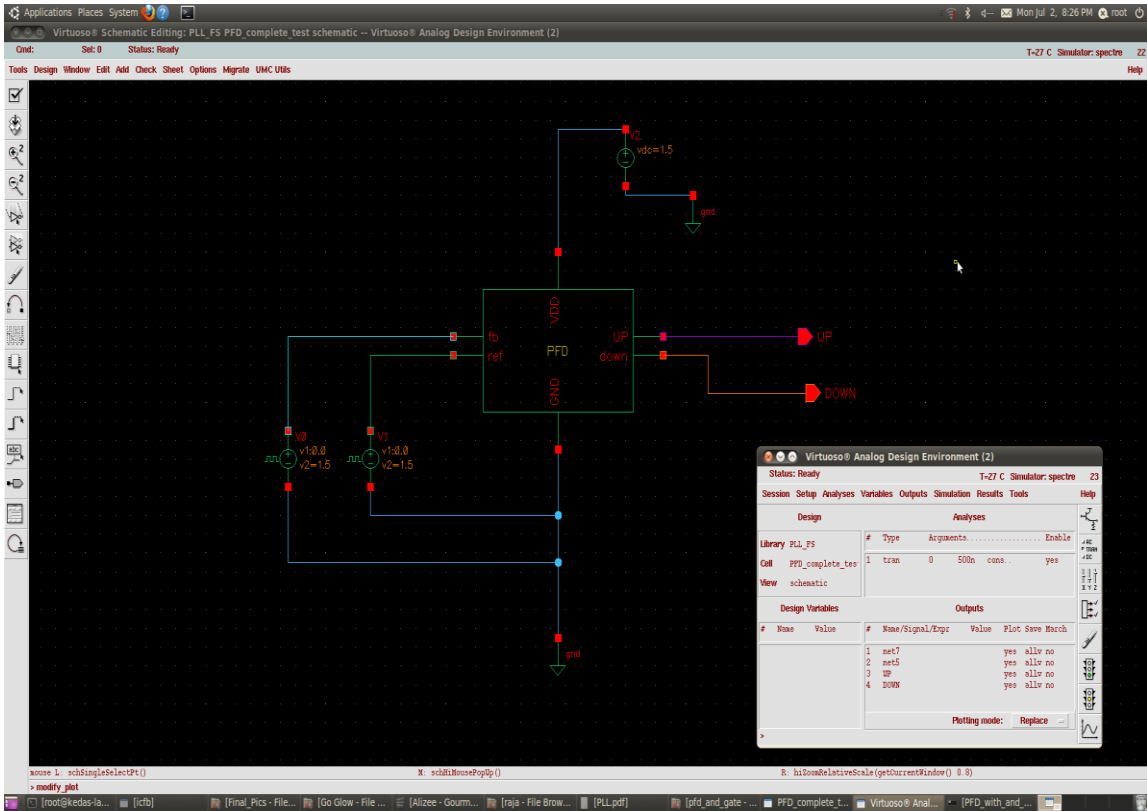 Applications Places System
Mon Jul 2, 8:26 PM root
Virtuoso® Schematic Editing: PLL_FS PFD_complete_test schematic -- Virtuoso® Analog Design Environment (2)
Cmd: Sel: 0 Status: Ready T=27 C Simulator: spectre 22
Tools Design Window Edit Add Check Sheet Options Migrate UMC Utils Help
V2
vdc=1.5
gnd
VDD
fb
UP
UP
ref
PFD
down
GND
DOWN
V0
v1:0.0
v2=1.5
V1
v1:0.0
v2=1.5
gnd
Virtuoso® Analog Design Environment (2)
Status: Ready T=27 C Simulator: spectre 23
Session Setup Analyses Variables Outputs Simulation Results Tools Help
Design Analyses
Library PLL_FS
Cell PFD_complete_tes
View schematic
# Type Arguments.................. Enable
1 tran 0 500n cons.. yes
Design Variables Outputs
# Name Value
# Name/Signal/Expr Value Plot Save March
1 net7 yes allv no
2 net5 yes allv no
3 UP yes allv no
4 DOWN yes allv no
Plotting mode: Replace
>
mouse L: schSingleSelectPt() M: schHiMousePopUp() R: hiZoomRelativeScale(getCurrentWindow() 0.8)
> modify_plot
[root@kedas-la... [icfb] [Final_Pics - File... [Go Glow - File ... [Alizee - Gourm... [raja - File Brow... [PLL.pdf] [pfd_and_gate - ... PFD_complete_t... Virtuoso® Anal... [PFD_with_and_...